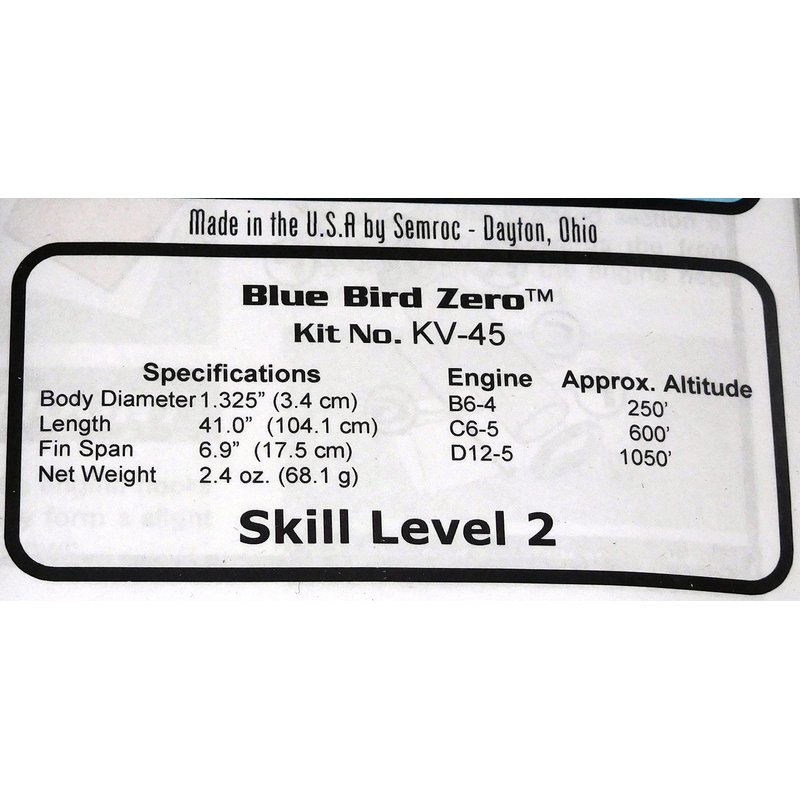 Made in the U.S.A by Semroc - Dayton, Ohio
Blue Bird Zero™
Kit No. KV-45
Specifications Engine Approx. Altitude
Body Diameter 1.325” (3.4 cm) B6-4 250’
Length 41.0” (104.1 cm) C6-5 600’
Fin Span 6.9” (17.5 cm) D12-5 1050’
Net Weight 2.4 oz. (68.1 g)
Skill Level 2